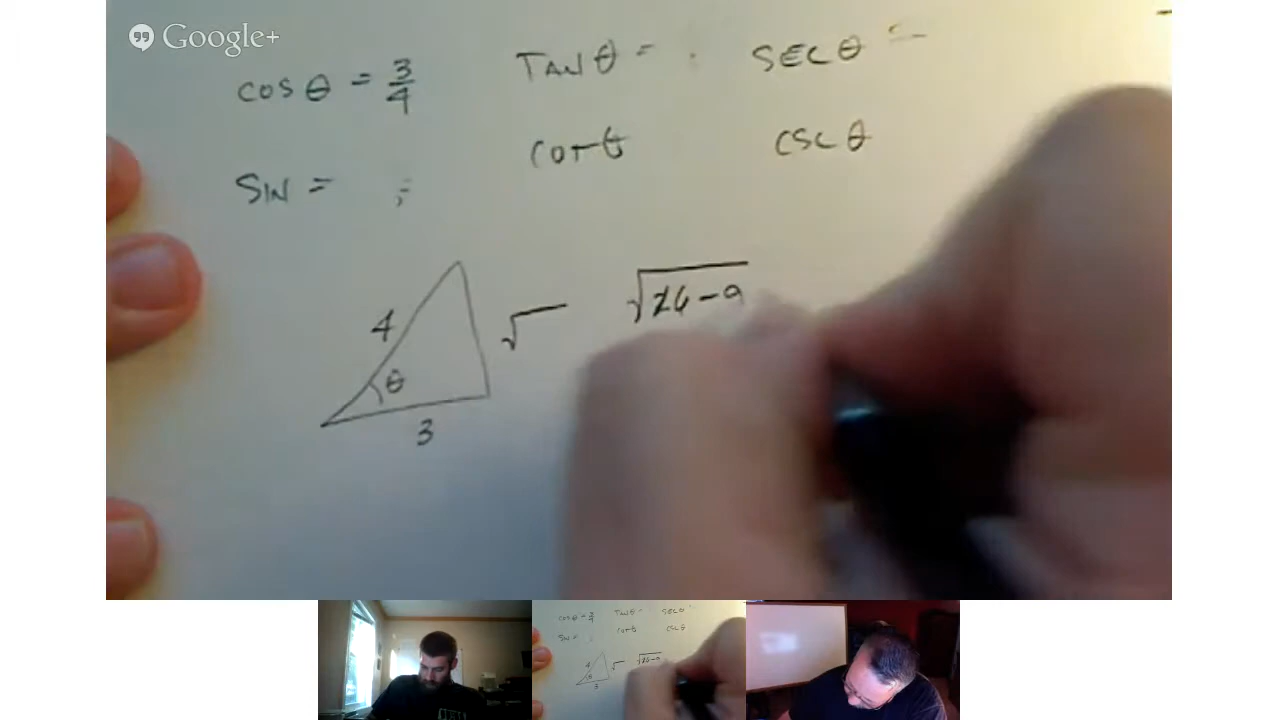 Google+
cos θ = 3/4 TAN θ = SEC θ =
SIN = COT θ CSC θ
4 √ √16-9
θ
3